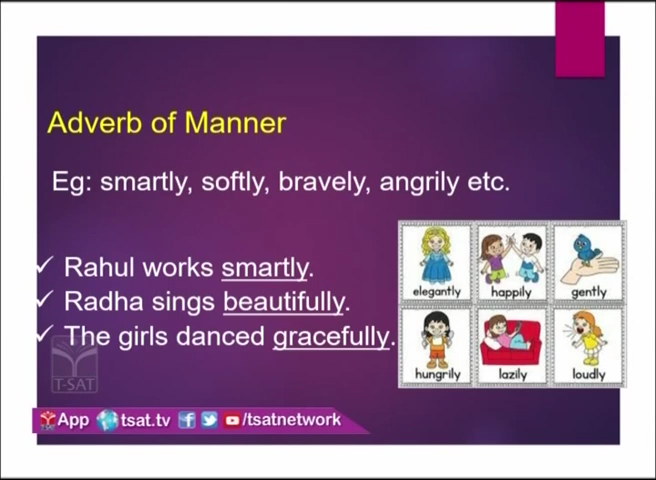 Adverb of Manner
Eg: smartly, softly, bravely, angrily etc.
Rahul works smartly.
Radha sings beautifully.
The girls danced gracefully.
elegantly happily gently
hungrily lazily loudly
T-SAT
App tsat.tv /tsatnetwork